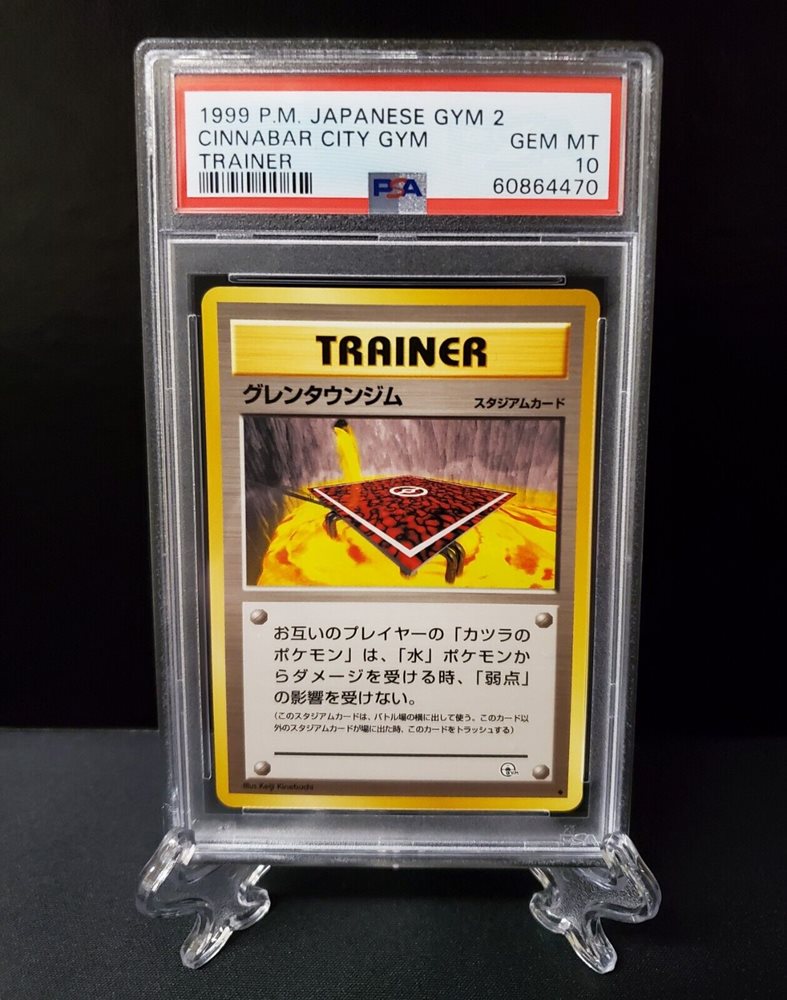 1999 P.M. JAPANESE GYM 2
CINNABAR CITY GYM GEM MT
TRAINER 10
PSA 60864470
TRAINER
グレンタウンジム スタジアムカード
お互いのプレイヤーの「カツラの
ポケモン」は、「水」ポケモンか
らダメージを受ける時、「弱点」
の影響を受けない。
(このスタジアムカードは、バトル場の横に出して使う。このカード以
外のスタジアムカードが場に出た時、このカードをトラッシュする)
Illus. Keiji Kinebuchi
PSA